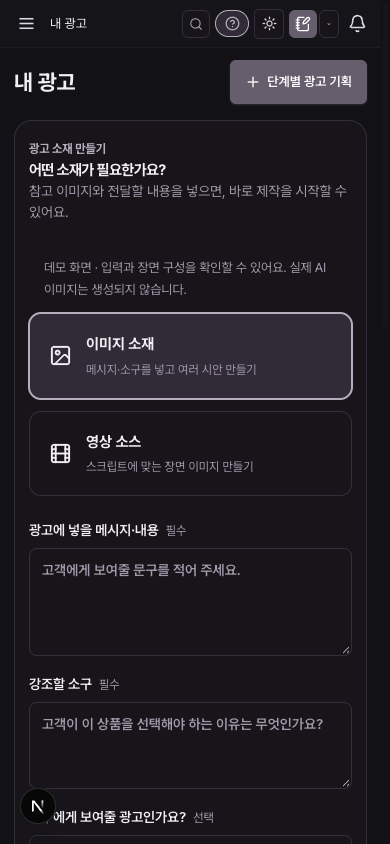 내 광고
내 광고
단계별 광고 기획
광고 소재 만들기
어떤 소재가 필요한가요?
참고 이미지와 전달할 내용을 넣으면, 바로 제작을 시작할 수
있어요.
데모 화면 · 입력과 장면 구성을 확인할 수 있어요. 실제 AI
이미지는 생성되지 않습니다.
이미지 소재
메시지·소구를 넣고 여러 시안 만들기
영상 소스
스크립트에 맞는 장면 이미지 만들기
광고에 넣을 메시지·내용 필수
고객에게 보여줄 문구를 적어 주세요.
강조할 소구 필수
고객이 이 상품을 선택해야 하는 이유는 무엇인가요?
N
에게 보여줄 광고인가요? 선택